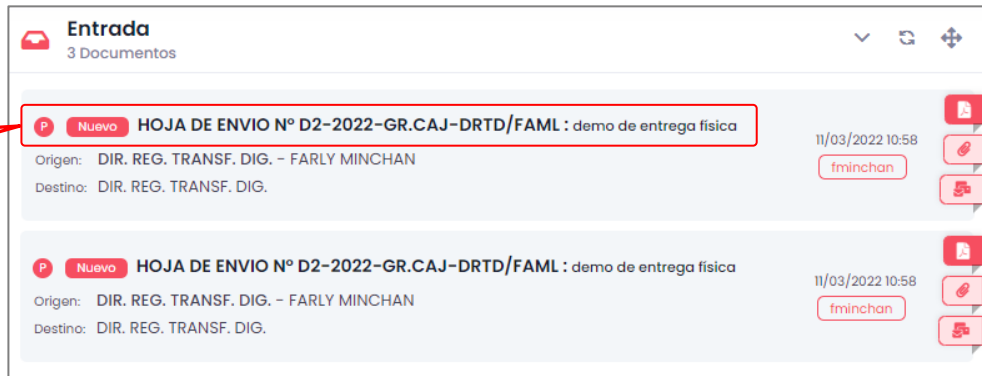 Entrada
3 Documentos
P Nuevo HOJA DE ENVIO Nº D2-2022-GR.CAJ-DRTD/FAML : demo de entrega física
11/03/2022 10:58
Origen: DIR. REG. TRANSF. DIG. - FARLY MINCHAN
fminchan
Destino: DIR. REG. TRANSF. DIG.
P Nuevo HOJA DE ENVIO Nº D2-2022-GR.CAJ-DRTD/FAML : demo de entrega física
11/03/2022 10:58
Origen: DIR. REG. TRANSF. DIG. - FARLY MINCHAN
fminchan
Destino: DIR. REG. TRANSF. DIG.